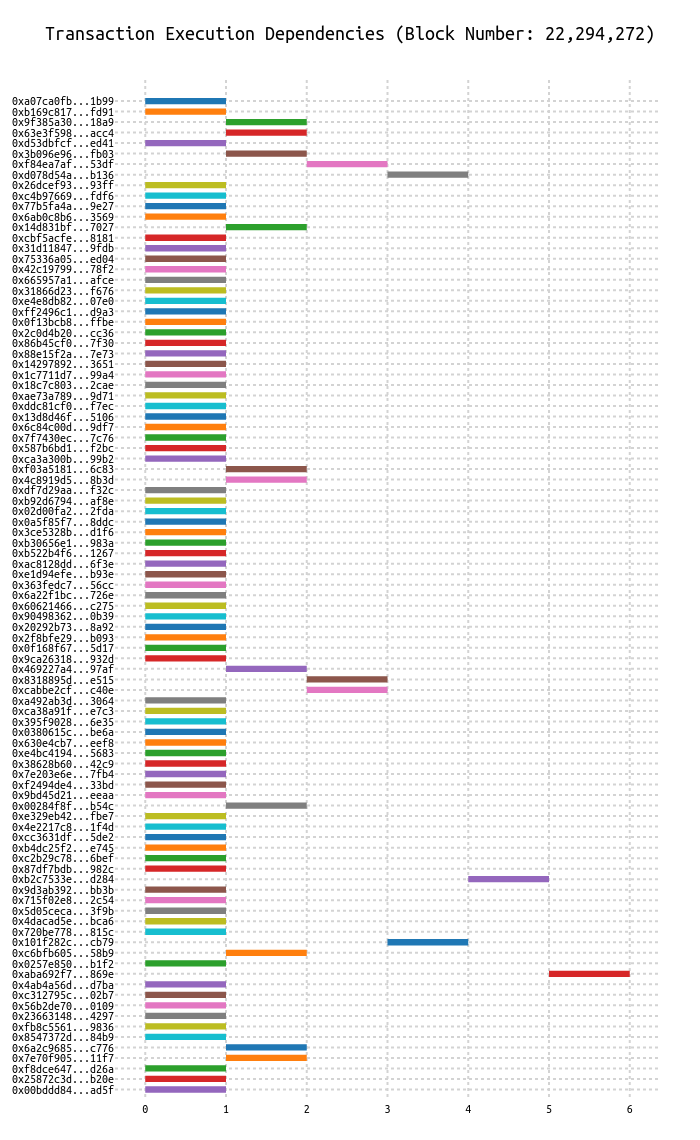 Transaction Execution Dependencies (Block Number: 22,294,272)
0xa07ca0fb...1b99
0xb169c817...fd91
0x9f385a30...18a9
0x63e3f598...acc4
0xd53dbfcf...ed41
0x3b096e96...fb03
0xf84ea7af...53df
0xd078d54a...b136
0x26dcef93...93ff
0xc4b97669...fdf6
0x77b5fa4a...9e27
0x6ab0c8b6...3569
0x14d831bf...7027
0xcbf5acfe...8181
0x31d11847...9fdb
0x75336a05...ed04
0x42c19799...78f2
0x665957a1...afce
0x31866d23...f676
0xe4e8db82...07e0
0xff2496c1...d9a3
0x0f13bcb8...ffbe
0x2c0d4b20...cc36
0x86b45cf0...7f30
0x88e15f2a...7e73
0x14297892...3651
0x1c7711d7...99a4
0x18c7c803...2cae
0xae73a789...9d71
0xddc81cf0...f7ec
0x13d8d46f...5106
0x6c84c00d...9df7
0x7f7430ec...7c76
0x587b6bd1...f2bc
0xca3a300b...99b2
0xf03a5181...6c83
0x4c8919d5...8b3d
0xdf7d29aa...f32c
0xb92d6794...af8e
0x02d00fa2...2fda
0x0a5f85f7...8ddc
0x3ce5328b...d1f6
0xb30656e1...983a
0xb522b4f6...1267
0xac8128dd...6f3e
0xe1d94efe...b93e
0x363fedc7...56cc
0x6a22f1bc...726e
0x60621466...c275
0x90498362...0b39
0x20292b73...8a92
0x2f8bfe29...b093
0x0f168f67...5d17
0x9ca26318...932d
0x469227a4...97af
0x8318895d...e515
0xcabbe2cf...c40e
0xa492ab3d...3064
0xca38a91f...e7c3
0x395f9028...6e35
0x0380615c...be6a
0x630e4cb7...eef8
0xe4bc4194...5683
0x38628b60...42c9
0x7e203e6e...7fb4
0xf2494de4...33bd
0x9bd45d21...eeaa
0x00284f8f...b54c
0xe329eb42...fbe7
0x4e2217c8...1f4d
0xcc3631df...5de2
0xb4dc25f2...e745
0xc2b29c78...6bef
0x87df7bdb...982c
0xb2c7533e...d284
0x9d3ab392...bb3b
0x715f02e8...2c54
0x5d05ceca...3f9b
0x4dacad5e...bca6
0x720be778...815c
0x101f282c...cb79
0xc6bfb605...58b9
0x0257e850...b1f2
0xaba692f7...869e
0x4ab4a56d...d7ba
0xc312795c...02b7
0x56b2de70...0109
0x23663148...4297
0xfb8c5561...9836
0x8547372d...84b9
0x6a2c9685...c776
0x7e70f905...11f7
0xf8dce647...d26a
0x25872c3d...b20e
0x00bddd84...ad5f
0 1 2 3 4 5 6